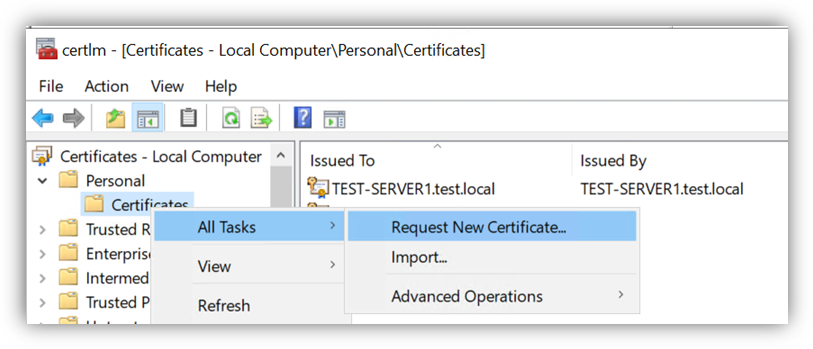 certlm - [Certificates - Local Computer\Personal\Certificates]
File Action View Help
Certificates - Local Computer
Personal
Certificates
Trusted R
Enterpris
Intermed
Trusted P
Issued To Issued By
TEST-SERVER1.test.local TEST-SERVER1.test.local
All Tasks
View
Refresh
Request New Certificate...
Import...
Advanced Operations